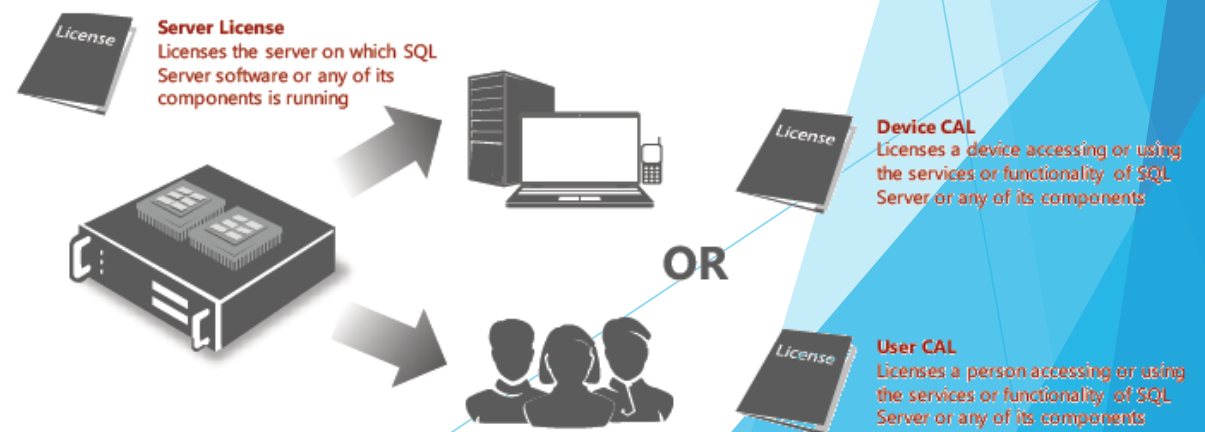 License
Server License
Licenses the server on which SQL
Server software or any of its
components is running
License
Device CAL
Licenses a device accessing or using
the services or functionality of SQL
Server or any of its components
OR
License
User CAL
Licenses a person accessing or using
the services or functionality of SQL
Server or any of its components